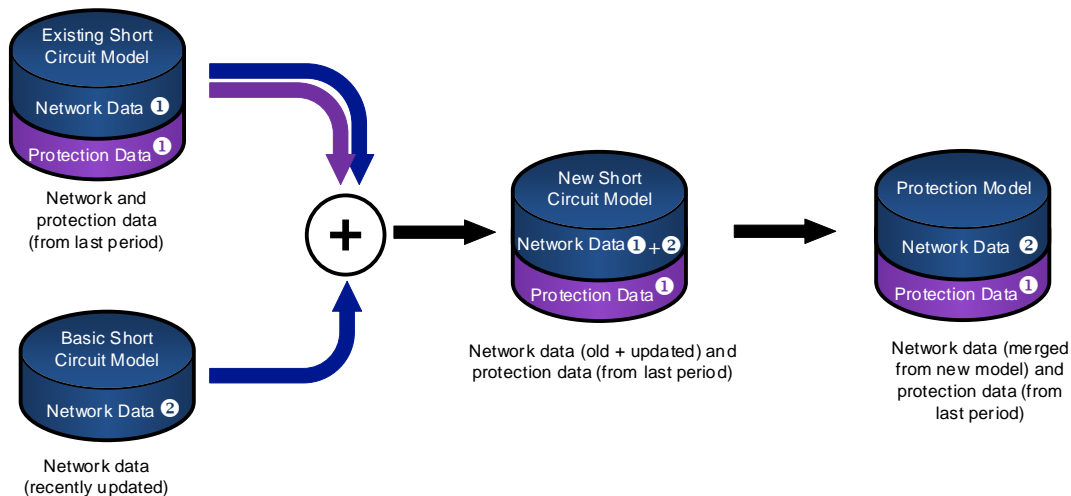 Existing Short
Circuit Model
Network Data ❶
Protection Data ❶
Network and
protection data
(from last period)
Basic Short
Circuit Model
Network Data ❷
Network data
(recently updated)
+
New Short
Circuit Model
Network Data ❶ + ❷
Protection Data ❶
Network data (old + updated) and
protection data (from last period)
Protection Model
Network Data ❷
Protection Data ❶
Network data (merged
from new model) and
protection data (from
last period)